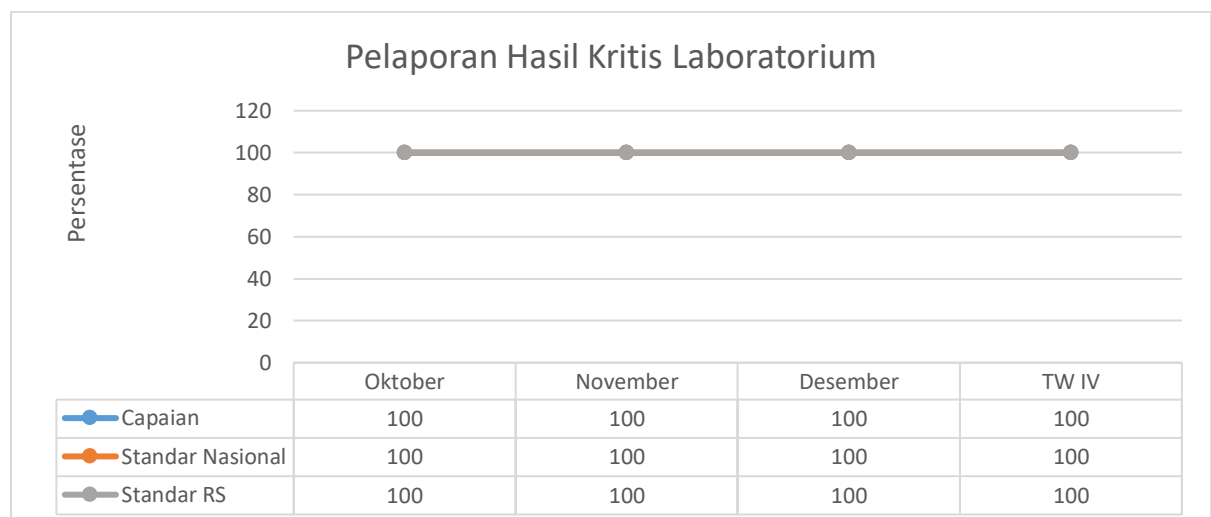 Pelaporan Hasil Kritis Laboratorium
Persentase
120
100
80
60
40
20
0
Oktober November Desember TW IV
Capaian 100 100 100 100
Standar Nasional 100 100 100 100
Standar RS 100 100 100 100